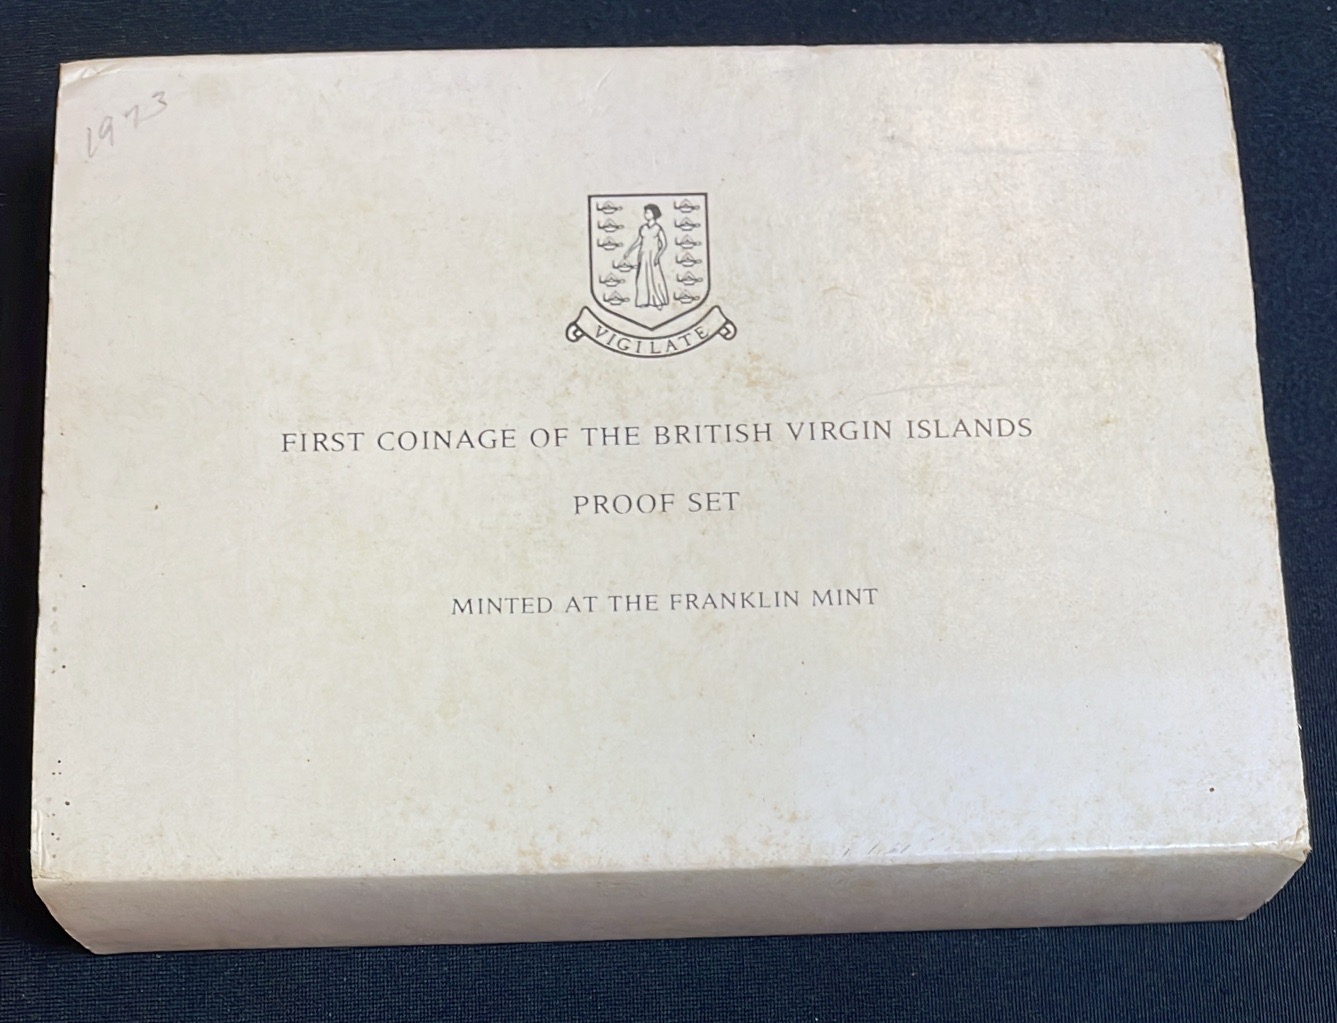 1973
VIGILATE
FIRST COINAGE OF THE BRITISH VIRGIN ISLANDS
PROOF SET
MINTED AT THE FRANKLIN MINT